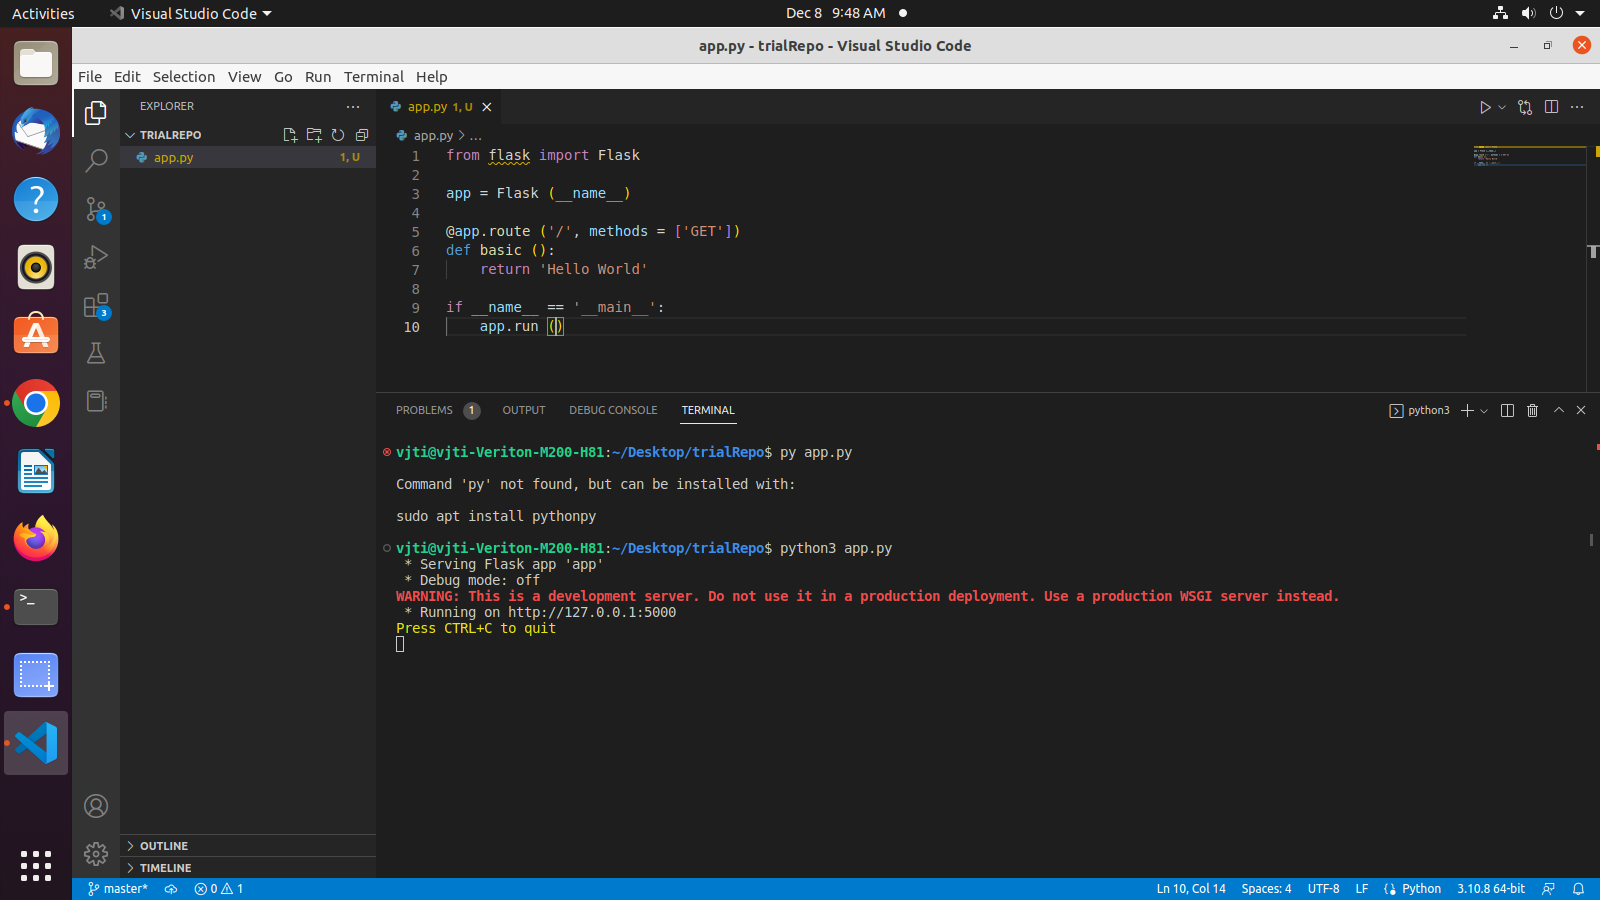 Activities
Visual Studio Code
Dec 8 9:48 AM
app.py - trialRepo - Visual Studio Code
File Edit Selection View Go Run Terminal Help
EXPLORER
TRIALREPO
app.py 1, U
OUTLINE
TIMELINE
1
3
app.py 1, U
app.py > ...
1 from flask import Flask
2
3 app = Flask (__name__)
4
5 @app.route ('/', methods = ['GET'])
6 def basic ():
7 return 'Hello World'
8
9 if __name__ == '__main__':
10 app.run ()
PROBLEMS 1 OUTPUT DEBUG CONSOLE TERMINAL
python3
vjti@vjti-Veriton-M200-H81:~/Desktop/trialRepo$ py app.py
Command 'py' not found, but can be installed with:
sudo apt install pythonpy
vjti@vjti-Veriton-M200-H81:~/Desktop/trialRepo$ python3 app.py
* Serving Flask app 'app'
* Debug mode: off
WARNING: This is a development server. Do not use it in a production deployment. Use a production WSGI server instead.
* Running on http://127.0.0.1:5000
Press CTRL+C to quit
master* 0 1
Ln 10, Col 14 Spaces: 4 UTF-8 LF Python 3.10.8 64-bit